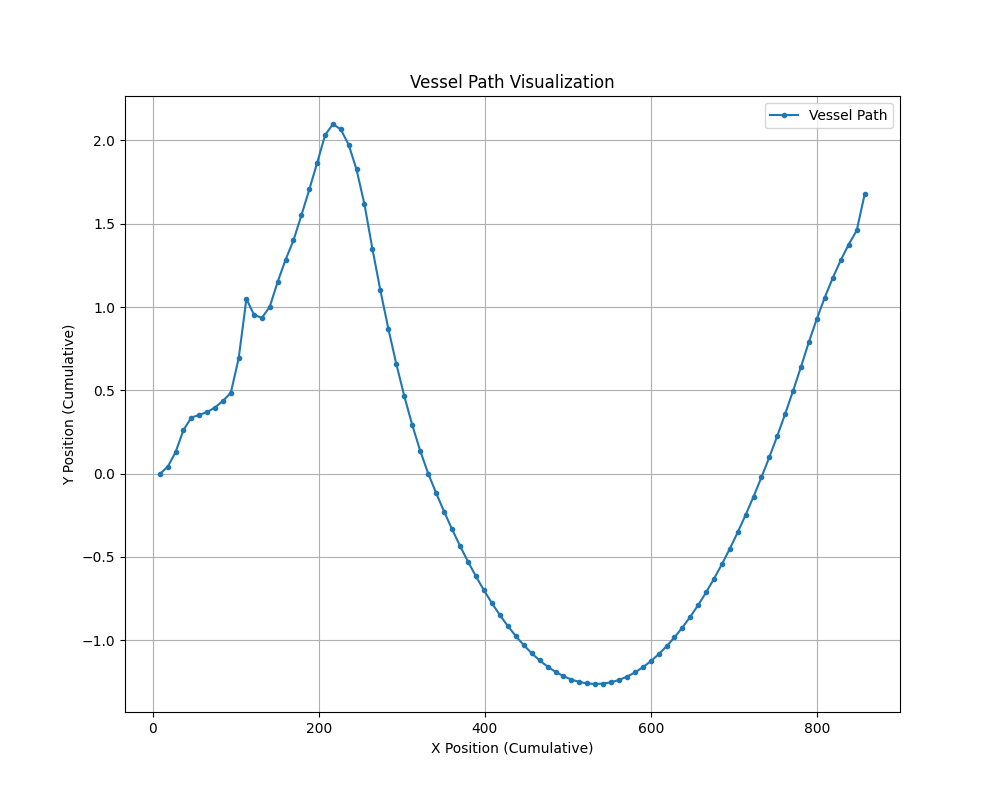 Vessel Path Visualization
Vessel Path
Y Position (Cumulative)
2.0
1.5
1.0
0.5
0.0
−0.5
−1.0
0 200 400 600 800
X Position (Cumulative)